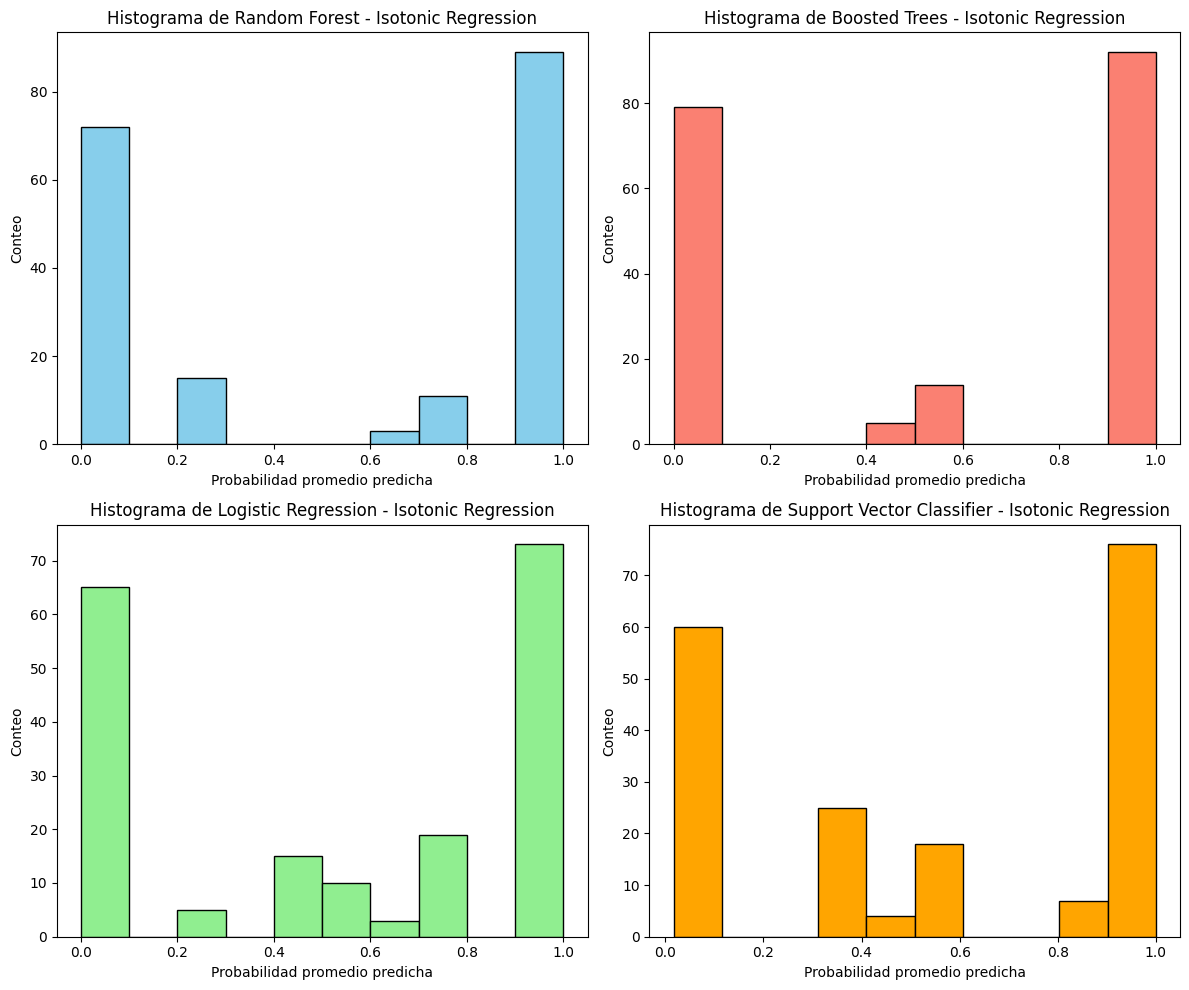 Histograma de Random Forest - Isotonic Regression
Conteo
80
60
40
20
0
0.0 0.2 0.4 0.6 0.8 1.0
Probabilidad promedio predicha
Histograma de Boosted Trees - Isotonic Regression
Conteo
80
60
40
20
0
0.0 0.2 0.4 0.6 0.8 1.0
Probabilidad promedio predicha
Histograma de Logistic Regression - Isotonic Regression
Conteo
70
60
50
40
30
20
10
0
0.0 0.2 0.4 0.6 0.8 1.0
Probabilidad promedio predicha
Histograma de Support Vector Classifier - Isotonic Regression
Conteo
70
60
50
40
30
20
10
0
0.0 0.2 0.4 0.6 0.8 1.0
Probabilidad promedio predicha